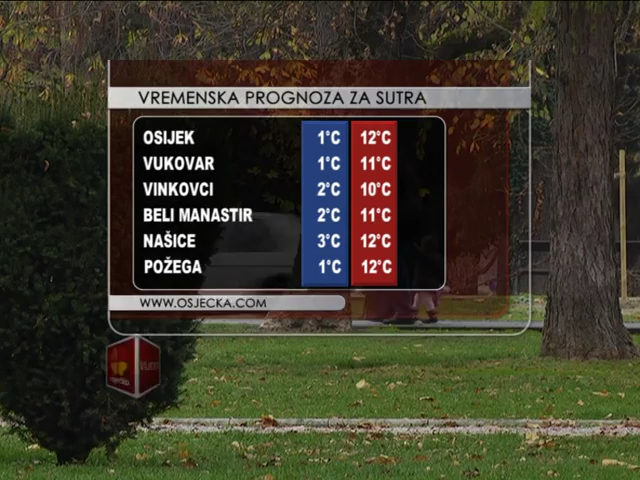 VREMENSKA PROGNOZA ZA SUTRA
OSIJEK 1°C 12°C
VUKOVAR 1°C 11°C
VINKOVCI 2°C 10°C
BELI MANASTIR 2°C 11°C
NAŠICE 3°C 12°C
POŽEGA 1°C 12°C
WWW.OSJECKA.COM